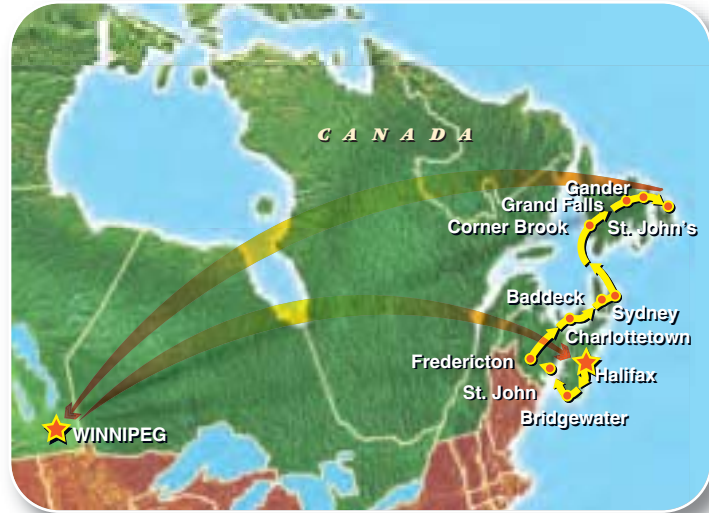 CANADA
Gander
Grand Falls
Corner Brook
St. John's
Baddeck
Sydney
Charlottetown
Fredericton
Halifax
St. John
Bridgewater
WINNIPEG